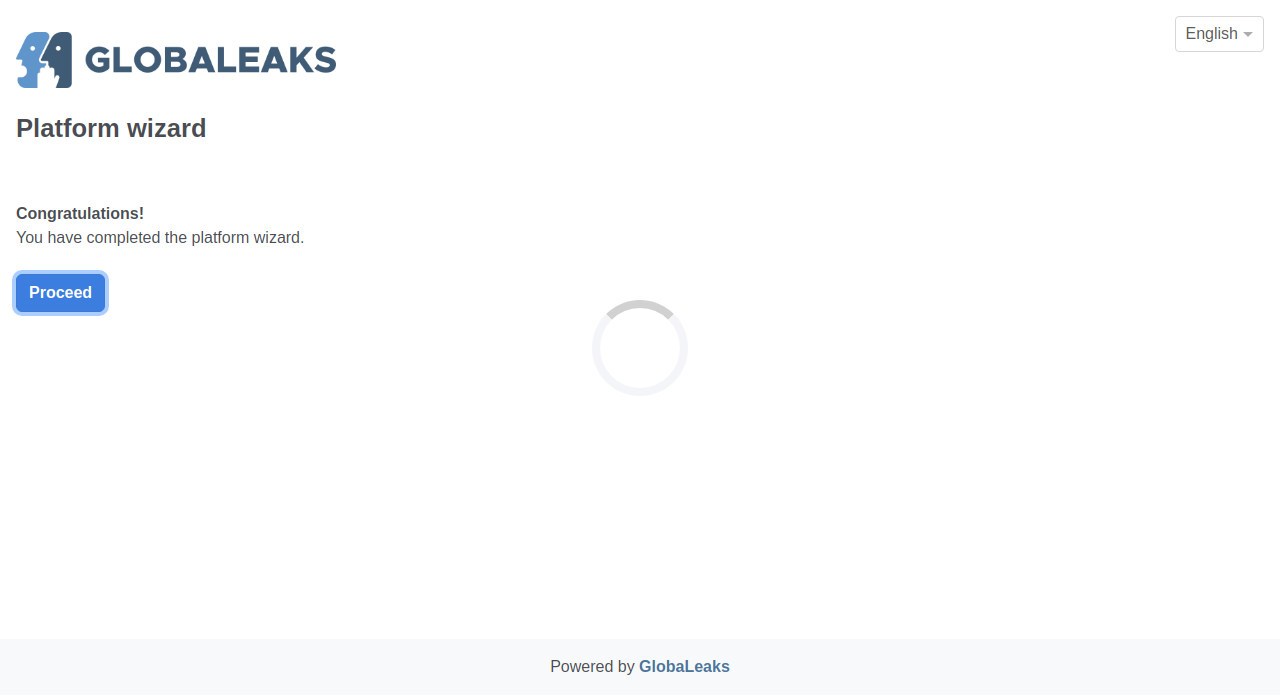 GLOBALEAKS
English
Platform wizard
Congratulations!
You have completed the platform wizard.
Proceed
Powered by GlobaLeaks